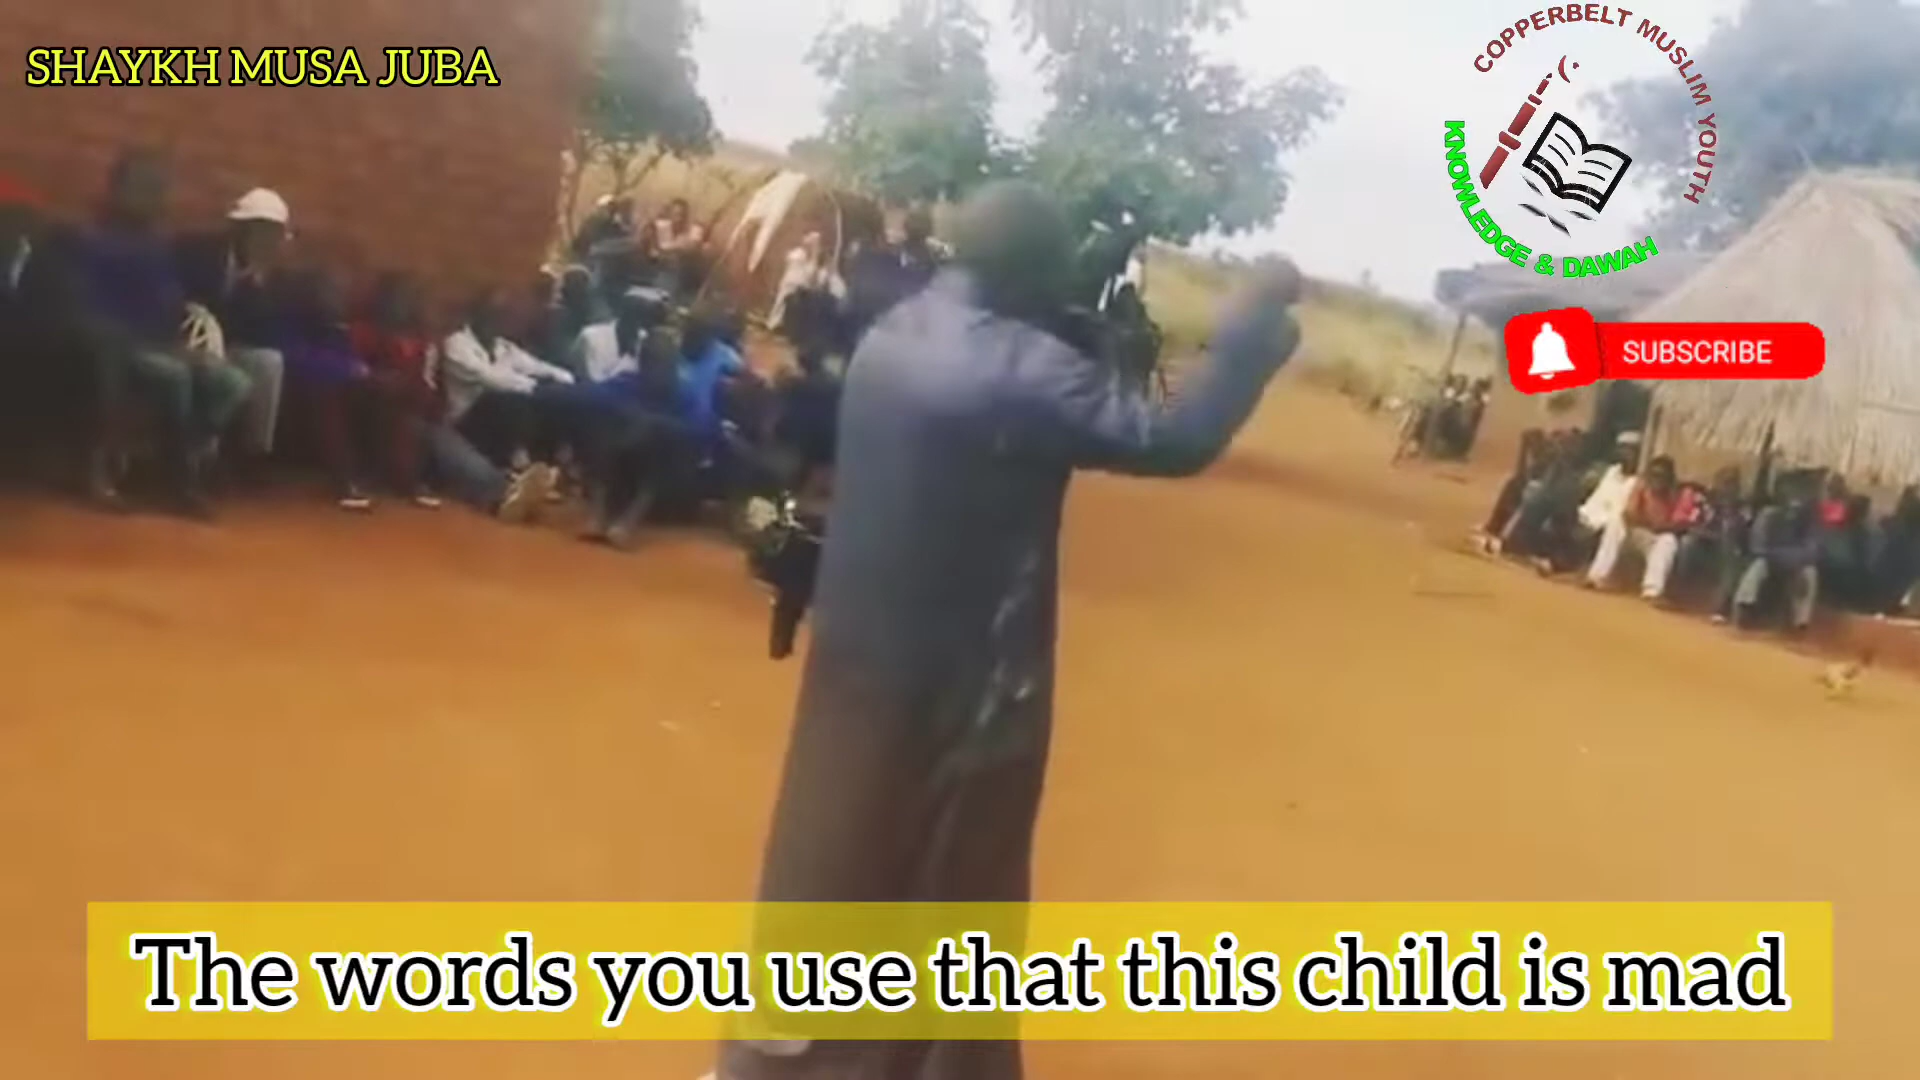 SHAYKH MUSA JUBA
COPPERBELT MUSLIM YOUTH
KNOWLEDGE & DAWAH
SUBSCRIBE
The words you use that this child is mad